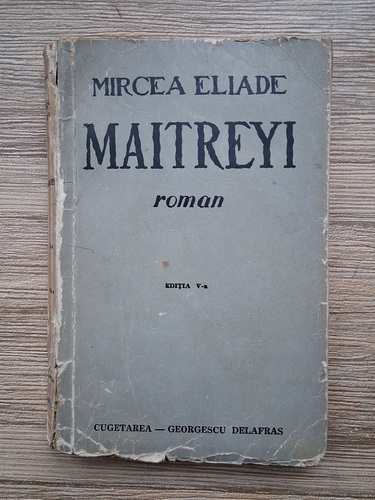 MIRCEA ELIADE
MAITREYI
roman
EDIȚIA V-a
CUGETAREA — GEORGESCU DELAFRAS